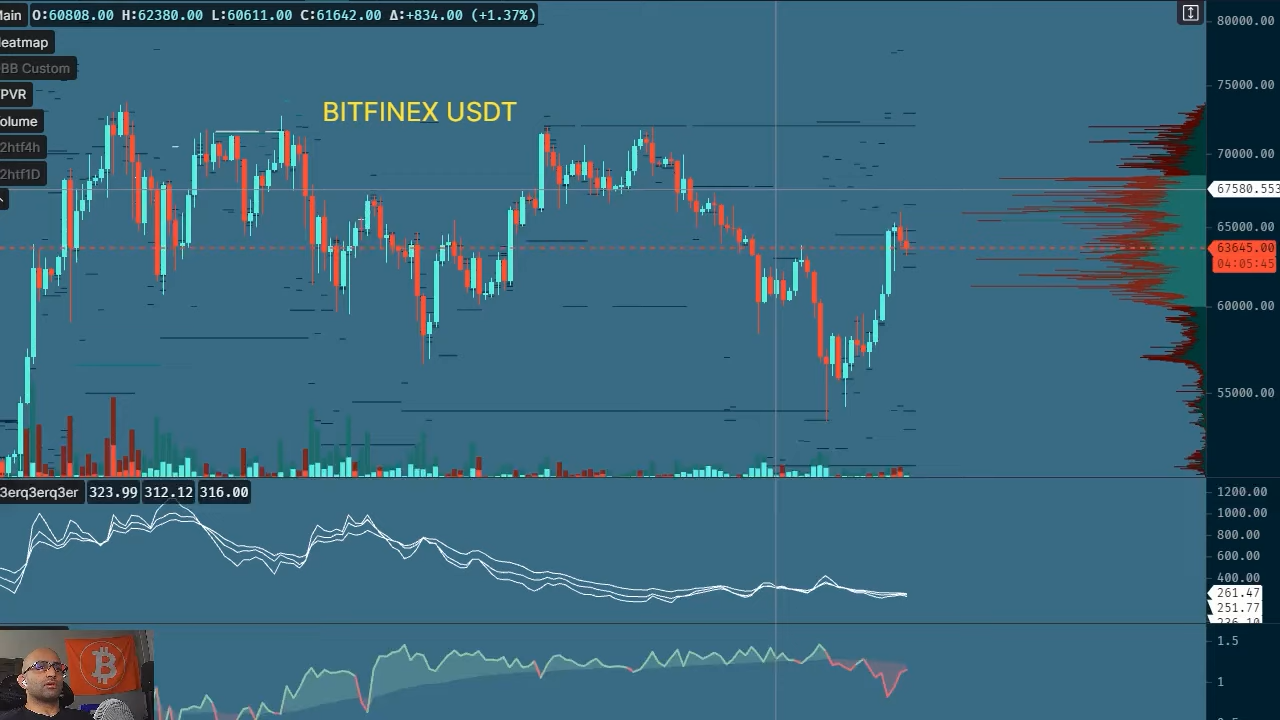 Main O:60808.00 H:62380.00 L:60611.00 C:61642.00 Δ:+834.00 (+1.37%)
eatmap
BB Custom
PVR
olume
2htf4h
2htf1D
BITFINEX USDT
80000.00
75000.00
70000.00
67580.553
65000.00
63645.00
04:05:45
60000.00
55000.00
3erq3erq3er 323.99 312.12 316.00
1200.00
1000.00
800.00
600.00
400.00
261.47
251.77
1.5
1